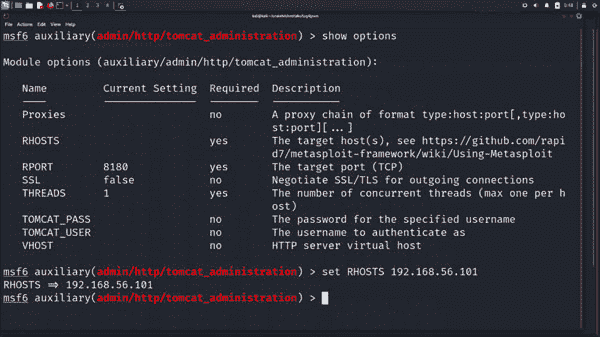 File Actions Edit View Help
msf6 auxiliary(admin/http/tomcat_administration) > show options
Module options (auxiliary/admin/http/tomcat_administration):
Name Current Setting Required Description
Proxies no A proxy chain of format type:host:port[,type:ho
st:port][...]
RHOSTS yes The target host(s), see https://github.com/rapi
d7/metasploit-framework/wiki/Using-Metasploit
RPORT 8180 yes The target port (TCP)
SSL false no Negotiate SSL/TLS for outgoing connections
THREADS 1 yes The number of concurrent threads (max one per h
ost)
TOMCAT_PASS no The password for the specified username
TOMCAT_USER no The username to authenticate as
VHOST no HTTP server virtual host
msf6 auxiliary(admin/http/tomcat_administration) > set RHOSTS 192.168.56.101
RHOSTS => 192.168.56.101
msf6 auxiliary(admin/http/tomcat_administration) >